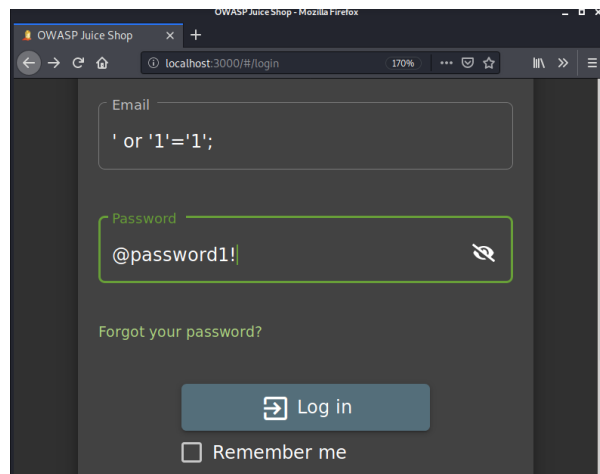 OWASP Juice Shop - Mozilla Firefox
OWASP Juice Shop
localhost:3000/#/login 170%
Email
' or '1'='1';
Password
@password1!
Forgot your password?
Log in
Remember me